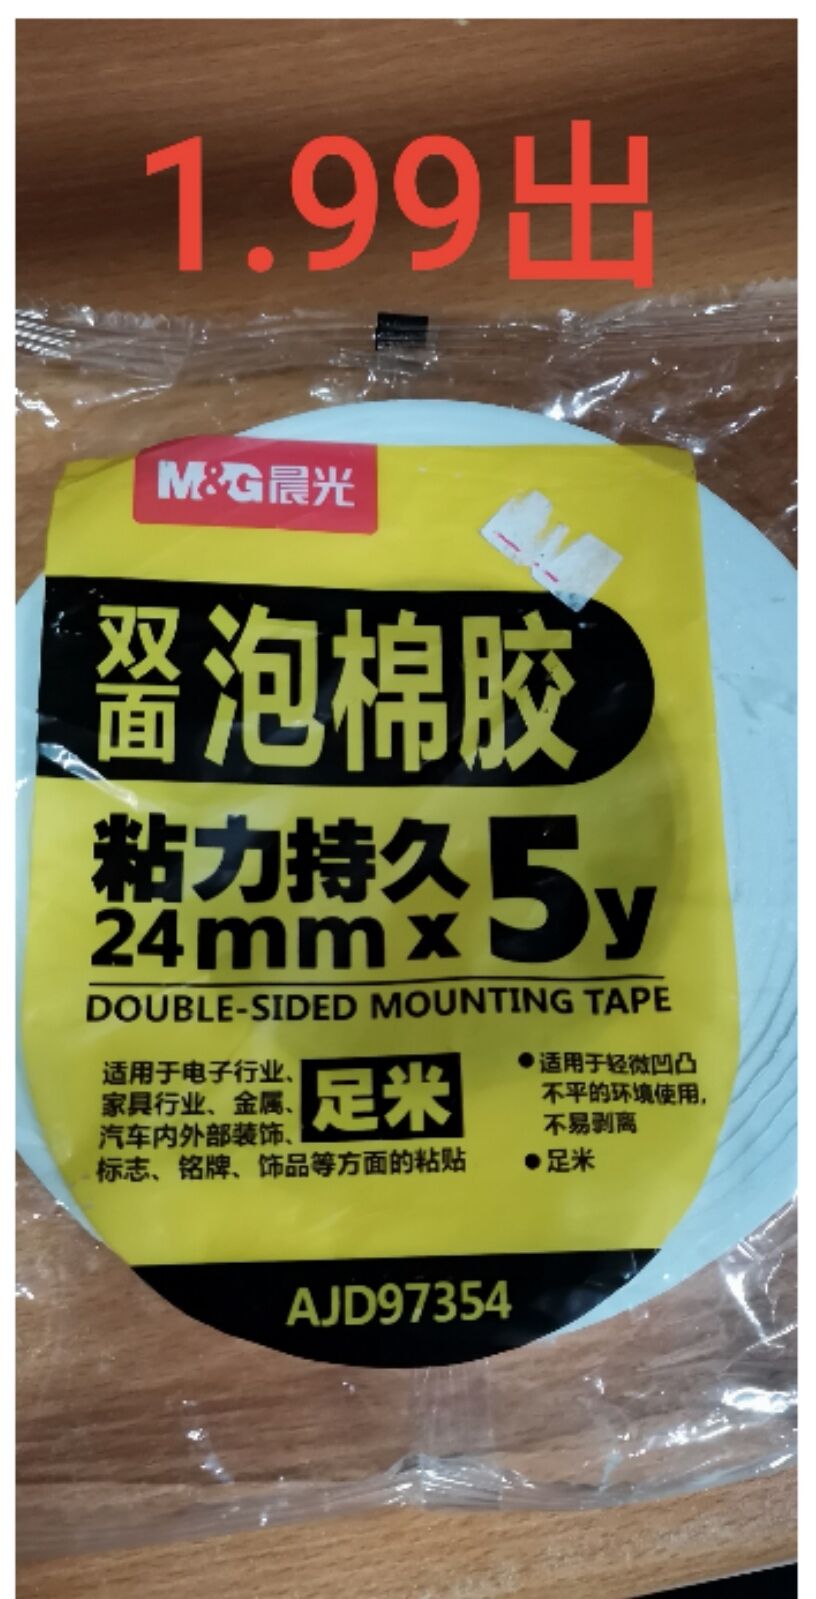 1.99出
M&G晨光
双面 泡棉胶
粘力持久
24mm x 5y
DOUBLE-SIDED MOUNTING TAPE
适用于电子行业、
家具行业、金属、
汽车内外部装饰、
标志、铭牌、饰品等方面的粘贴
足米
●适用于轻微凹凸
不平的环境使用,
不易剥离
●足米
AJD97354